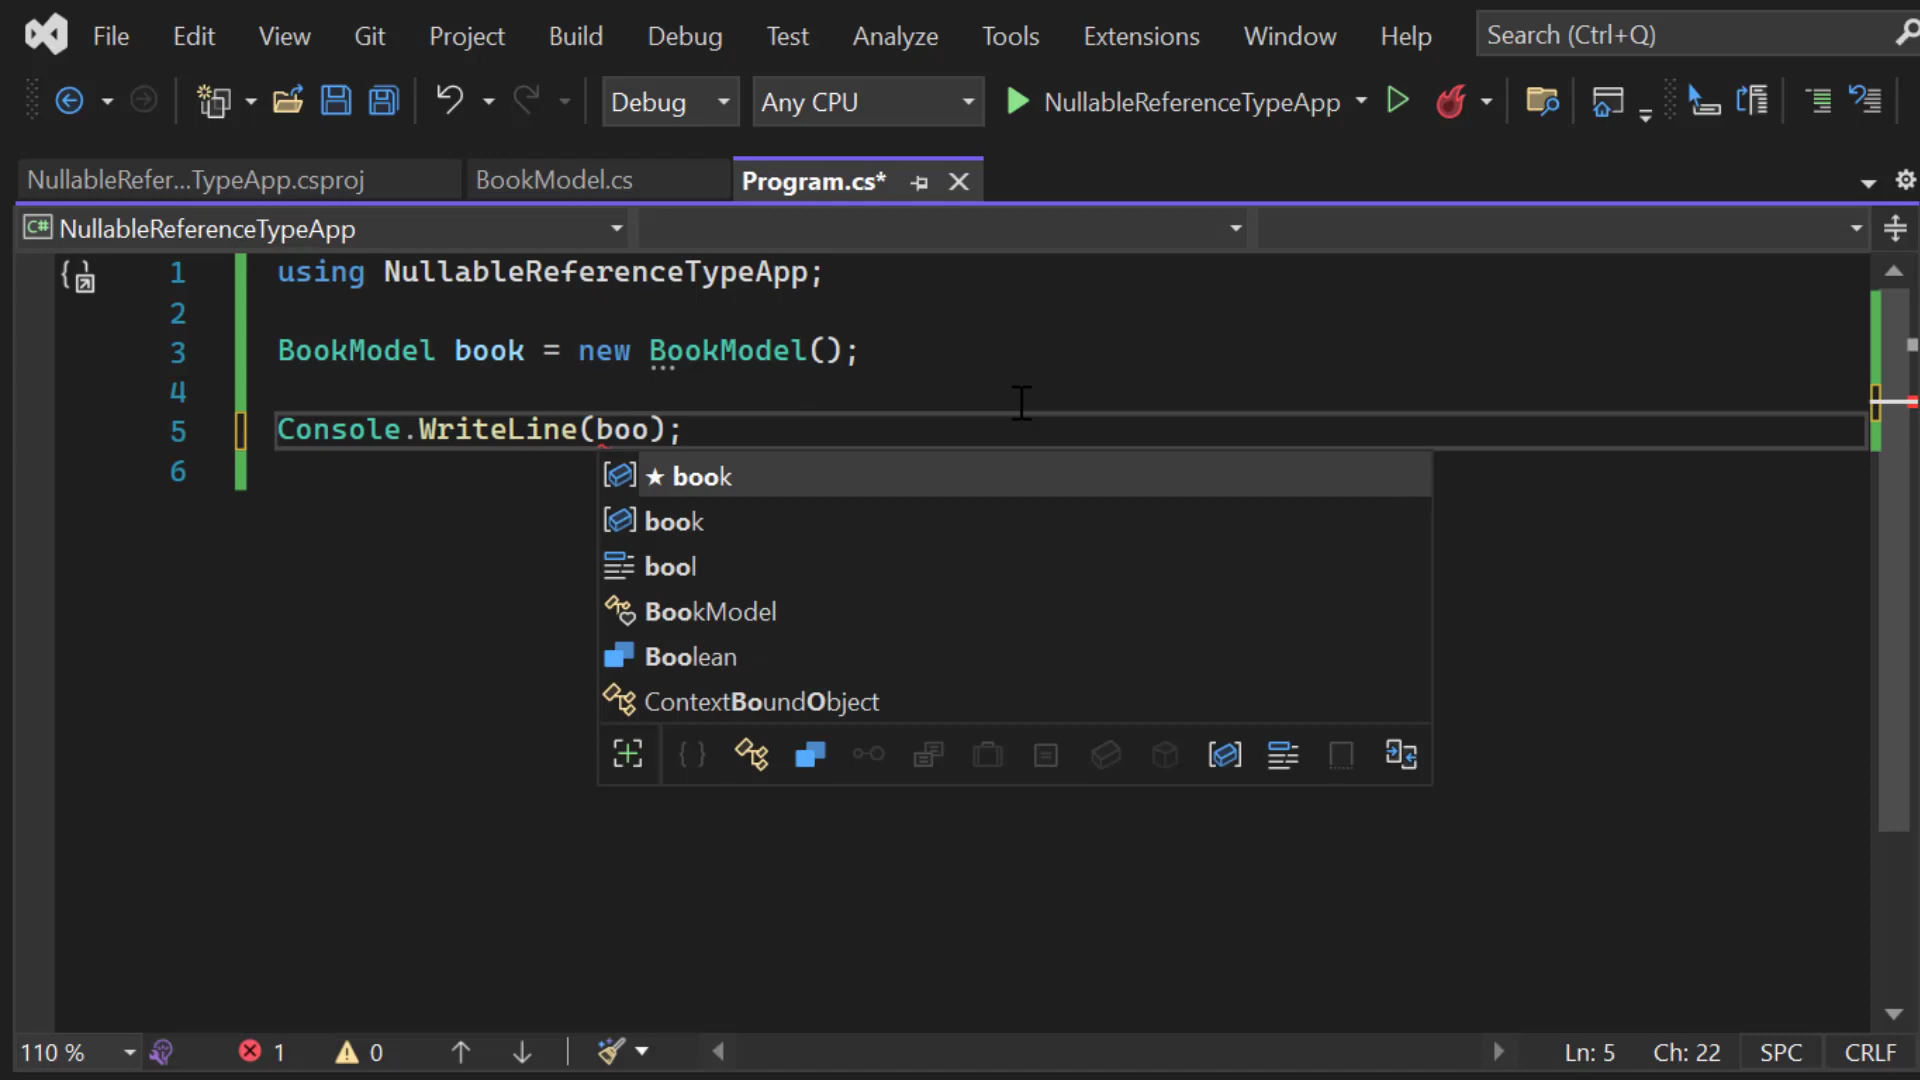 File Edit View Git Project Build Debug Test Analyze Tools Extensions Window Help Search (Ctrl+Q)
Debug Any CPU NullableReferenceTypeApp
NullableRefer...TypeApp.csproj BookModel.cs Program.cs*
C# NullableReferenceTypeApp
1 using NullableReferenceTypeApp;
2
3 BookModel book = new BookModel();
4
5 Console.WriteLine(boo);
6
★ book
book
bool
BookModel
Boolean
ContextBoundObject
110 % 1 0 Ln: 5 Ch: 22 SPC CRLF